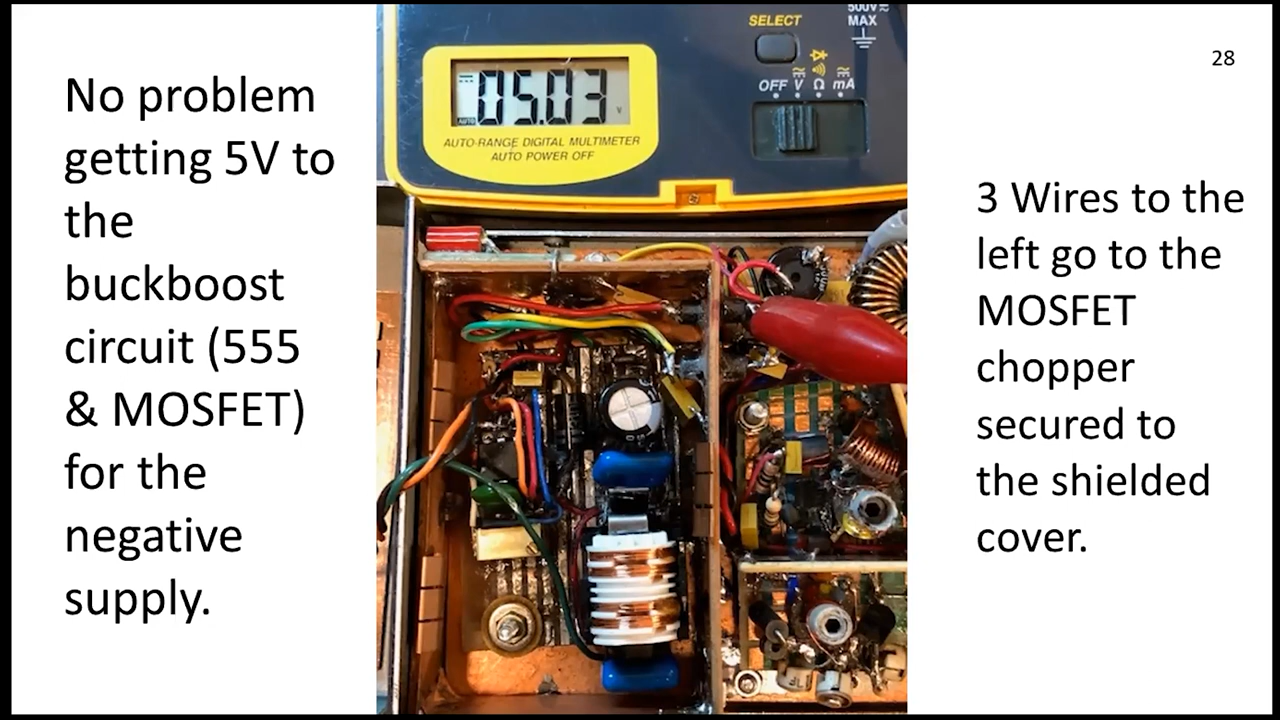 No problem
getting 5V to
the
buckboost
circuit (555
& MOSFET)
for the
negative
supply.
SELECT
500V
MAX
OFF V Ω mA
05.03
V
AUTO
AUTO-RANGE DIGITAL MULTIMETER
AUTO POWER OFF
28
3 Wires to the
left go to the
MOSFET
chopper
secured to
the shielded
cover.